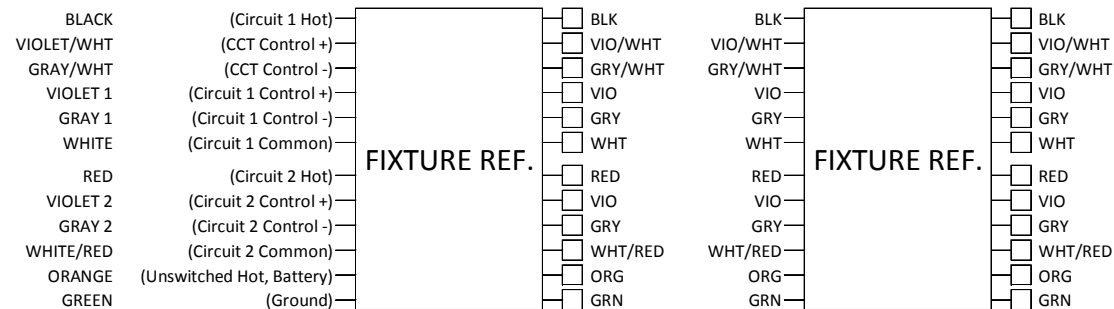 BLACK (Circuit 1 Hot) BLK BLK BLK
VIOLET/WHT (CCT Control +) VIO/WHT VIO/WHT VIO/WHT
GRAY/WHT (CCT Control -) GRY/WHT GRY/WHT GRY/WHT
VIOLET 1 (Circuit 1 Control +) VIO VIO VIO
GRAY 1 (Circuit 1 Control -) GRY GRY GRY
WHITE (Circuit 1 Common) WHT WHT WHT
FIXTURE REF. FIXTURE REF.
RED (Circuit 2 Hot) RED RED RED
VIOLET 2 (Circuit 2 Control +) VIO VIO VIO
GRAY 2 (Circuit 2 Control -) GRY GRY GRY
WHITE/RED (Circuit 2 Common) WHT/RED WHT/RED WHT/RED
ORANGE (Unswitched Hot, Battery) ORG ORG ORG
GREEN (Ground) GRN GRN GRN